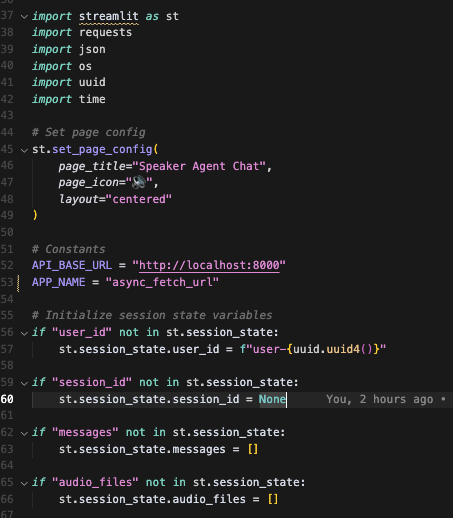 37 import streamlit as st
38 import requests
39 import json
40 import os
41 import uuid
42 import time
43
44 # Set page config
45 st.set_page_config(
46     page_title="Speaker Agent Chat",
47     page_icon="🔊",
48     layout="centered"
49 )
50
51 # Constants
52 API_BASE_URL = "http://localhost:8000"
53 APP_NAME = "async_fetch_url"
54
55 # Initialize session state variables
56 if "user_id" not in st.session_state:
57     st.session_state.user_id = f"user-{uuid.uuid4()}"
58
59 if "session_id" not in st.session_state:
60     st.session_state.session_id = None You, 2 hours ago •
61
62 if "messages" not in st.session_state:
63     st.session_state.messages = []
64
65 if "audio_files" not in st.session_state:
66     st.session_state.audio_files = []
67